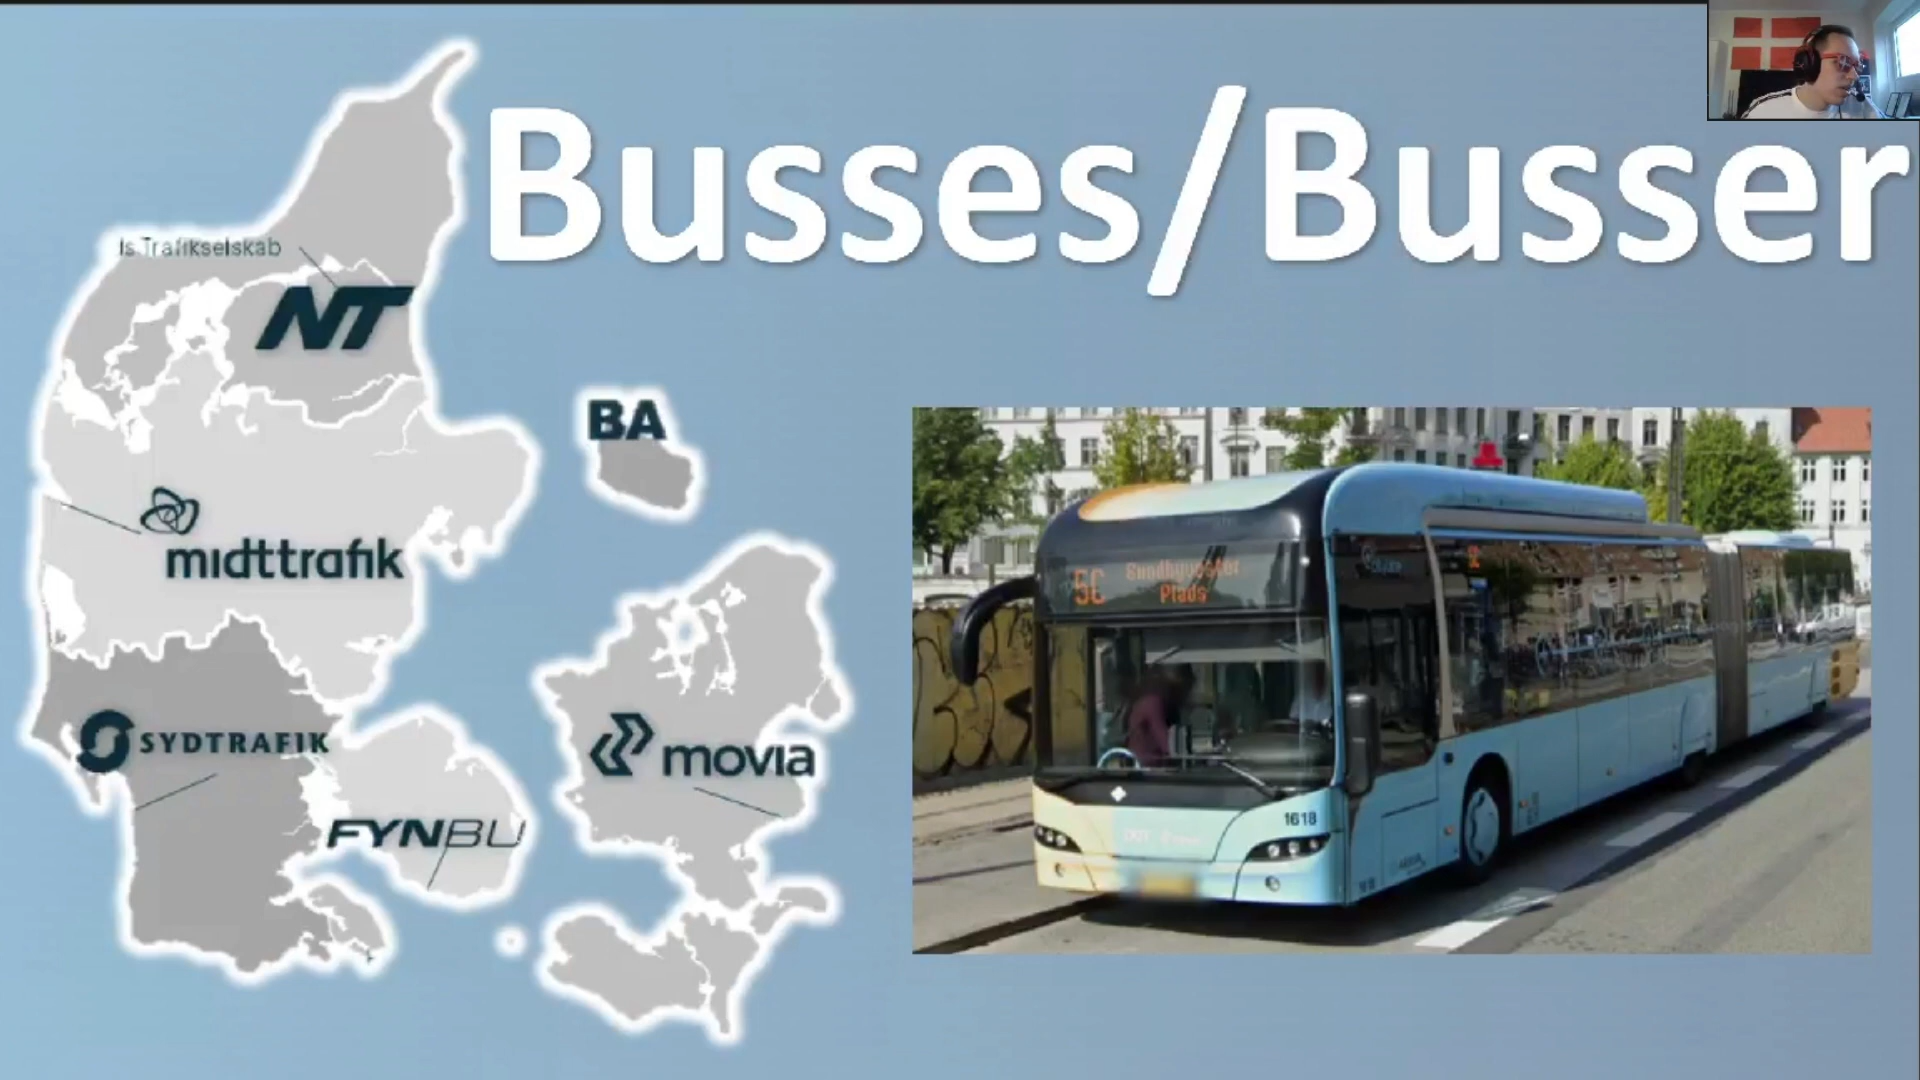 Busses/Busser
ls Trafikselskab
NT
BA
midttrafik
SYDTRAFIK
FYNBU
movia
5C
Plads
1618